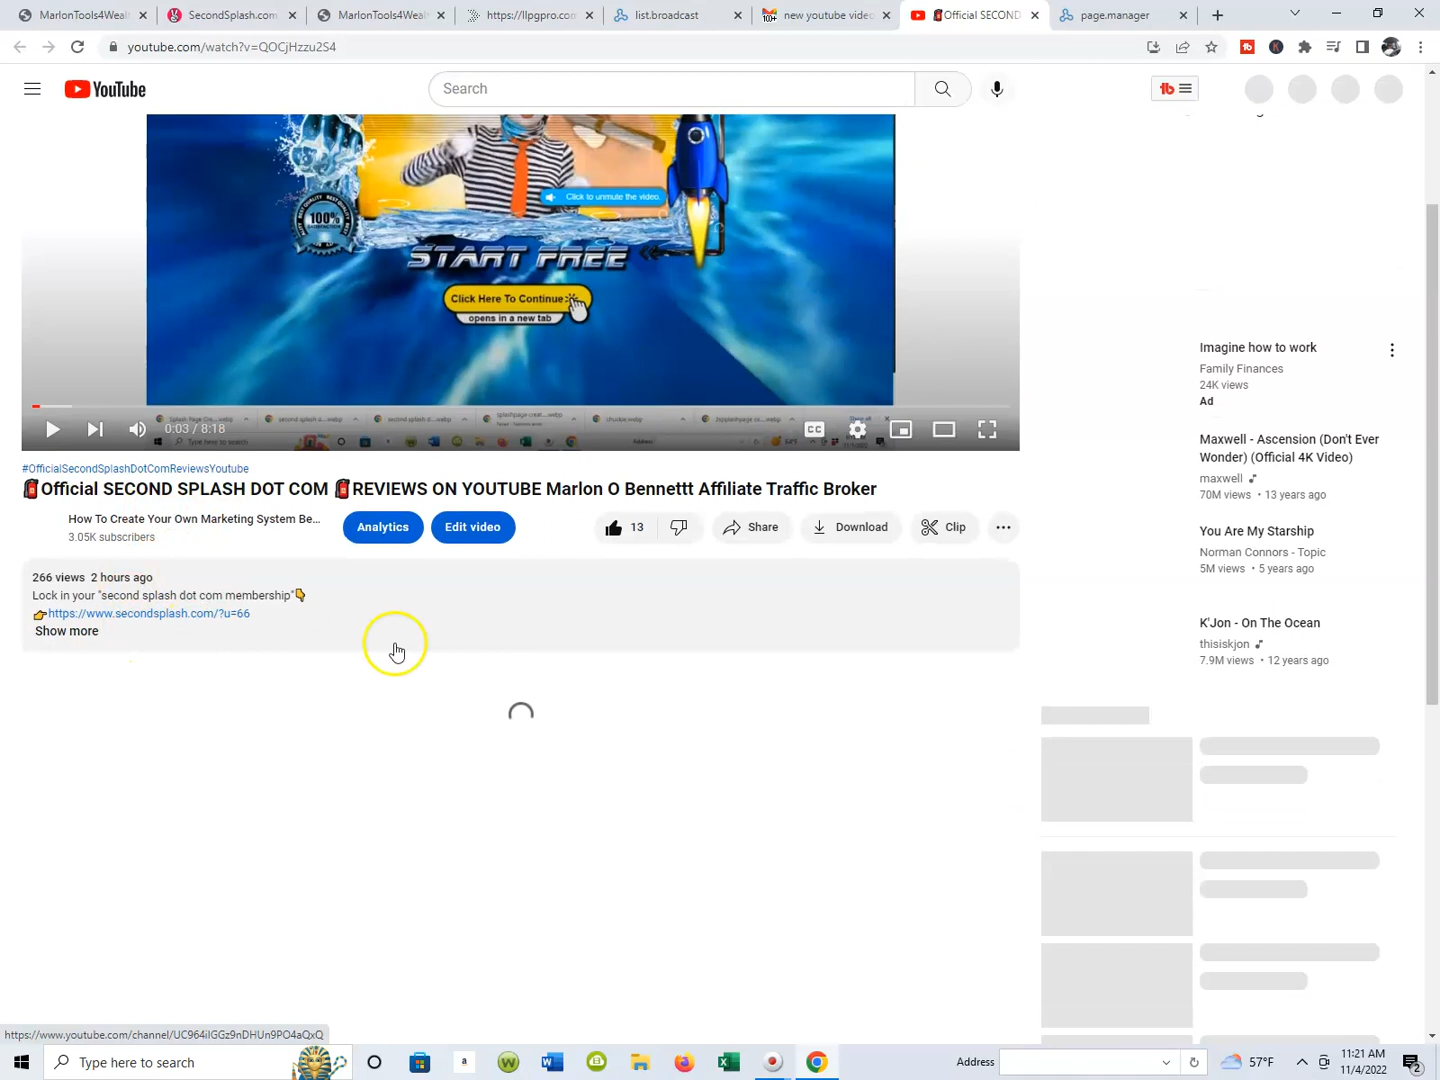 MarlonTools4Wealt
SecondSplash.com
MarlonTools4Wealt
https://llpgpro.com
list.broadcast
10+
new youtube video
Official SECOND
page.manager
youtube.com/watch?v=QOCjHzzu2S4
YouTube
Search
100%
Click to unmute the video.
START FREE
Click Here To Continue
opens in a new tab
0:03 / 8:18
CC
#OfficialSecondSplashDotComReviewsYoutube
Official SECOND SPLASH DOT COM REVIEWS ON YOUTUBE Marlon O Bennettt Affiliate Traffic Broker
How To Create Your Own Marketing System Be...
3.05K subscribers
Analytics
Edit video
13
Share
Download
Clip
266 views 2 hours ago
Lock in your "second splash dot com membership"
https://www.secondsplash.com/?u=66
Show more
Imagine how to work
Family Finances
24K views
Ad
Maxwell - Ascension (Don't Ever
Wonder) (Official 4K Video)
maxwell
70M views • 13 years ago
You Are My Starship
Norman Connors - Topic
5M views • 5 years ago
K'Jon - On The Ocean
thisiskjon
7.9M views • 12 years ago
https://www.youtube.com/channel/UC964iIGGz9nDHUn9PO4aQxQ
Type here to search
Address
57°F
11:21 AM
11/4/2022
2